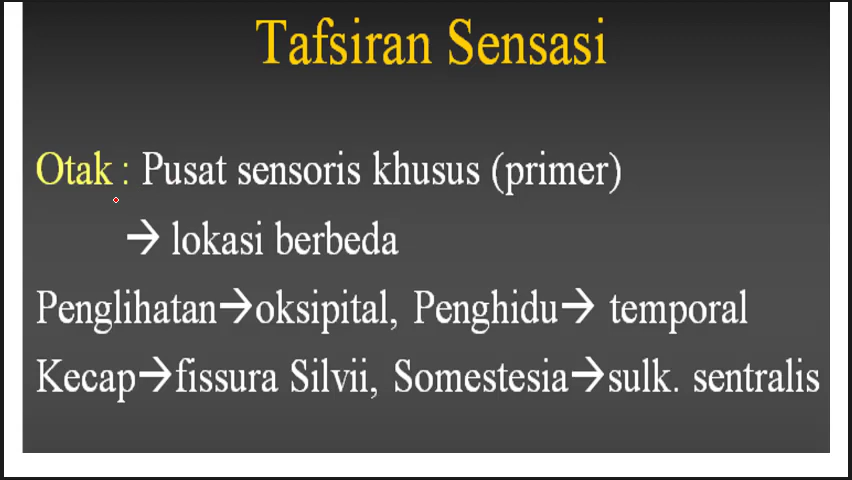 Tafsiran Sensasi
Otak : Pusat sensoris khusus (primer)
→ lokasi berbeda
Penglihatan→oksipital, Penghidu→ temporal
Kecap→fissura Silvii, Somestesia→sulk. sentralis